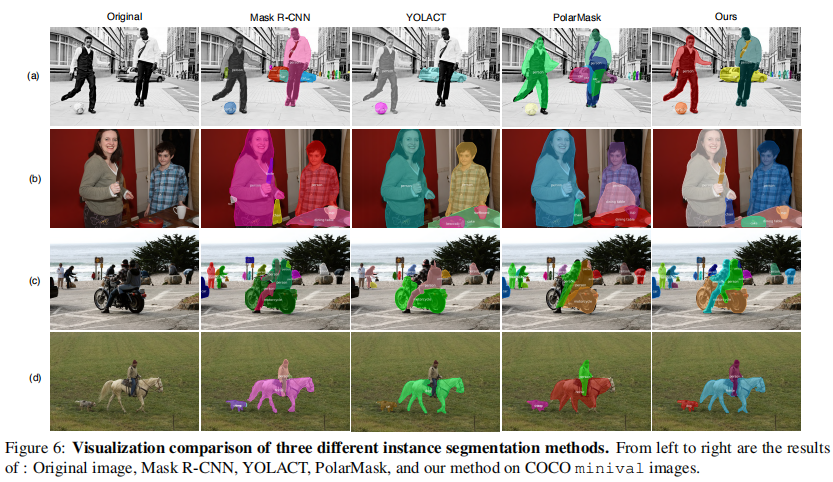 Original Mask R-CNN YOLACT PolarMask Ours
(a)
(b)
(c)
(d)
Figure 6: Visualization comparison of three different instance segmentation methods. From left to right are the results
of : Original image, Mask R-CNN, YOLACT, PolarMask, and our method on COCO minival images.